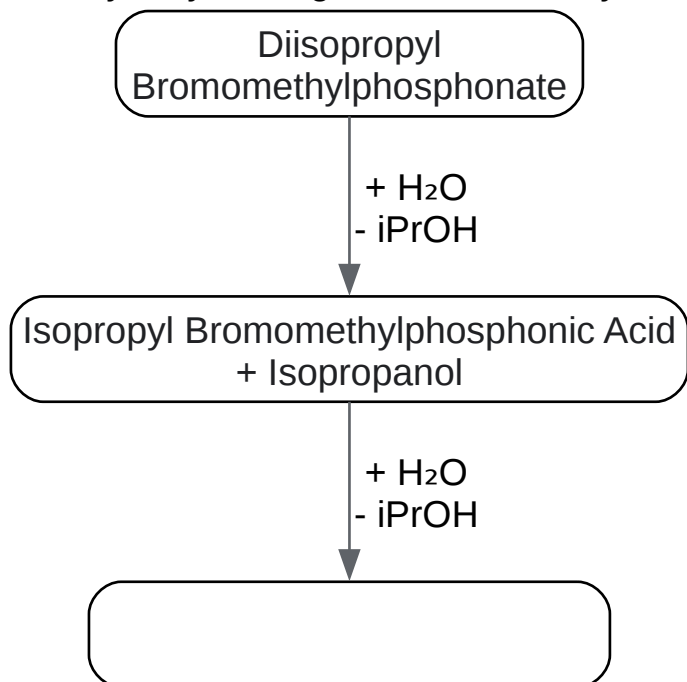 Diisopropyl
Bromomethylphosphonate
+ H₂O
- iPrOH
Isopropyl Bromomethylphosphonic Acid
+ Isopropanol
+ H₂O
- iPrOH